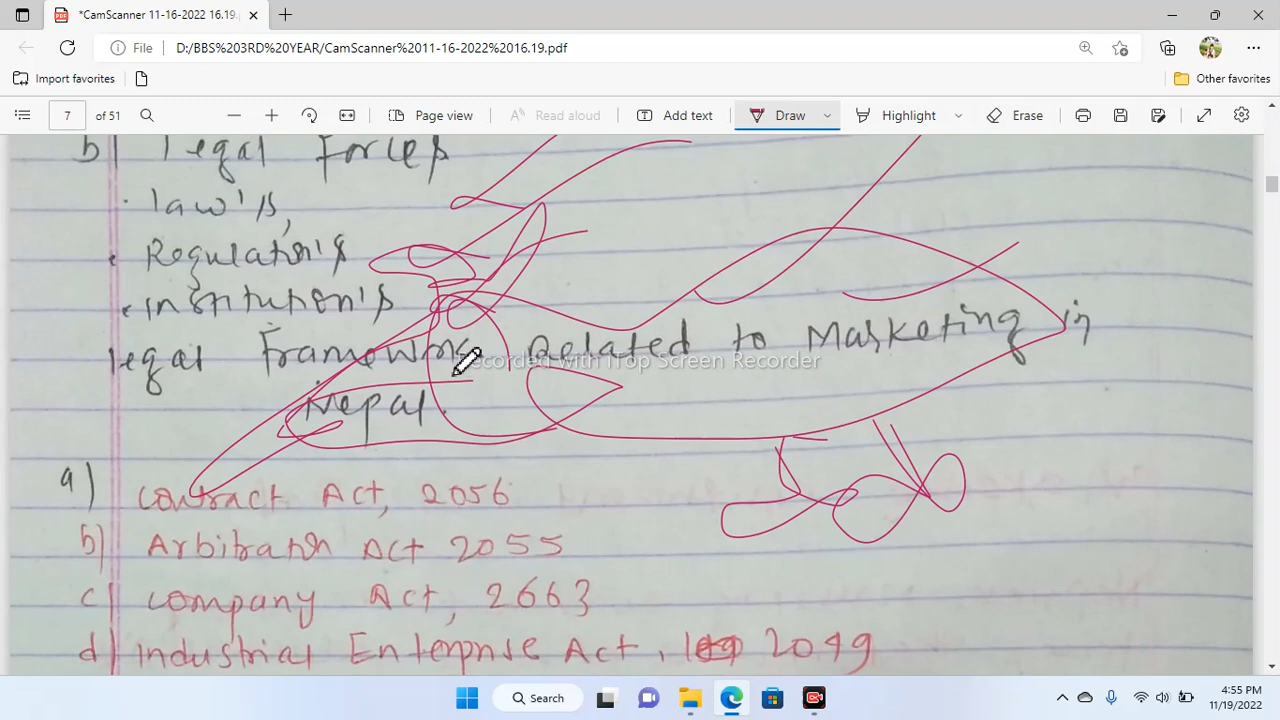 *CamScanner 11-16-2022 16.19.
File D:/BBS%203RD%20YEAR/CamScanner%2011-16-2022%2016.19.pdf
Import favorites
Other favorites
7 of 51
Page view
Read aloud
Add text
Draw
Highlight
Erase
b) legal Forces
. law's,
. Regulation's
. institution's
legal Framework Related to Marketing in
Recorded with iTop Screen Recorder
Nepal.
a) Contract Act, 2056
b) Arbitration Act 2055
c) Company Act, 2663
d) Industrial Enterprise Act, 2049
Search
4:55 PM
11/19/2022